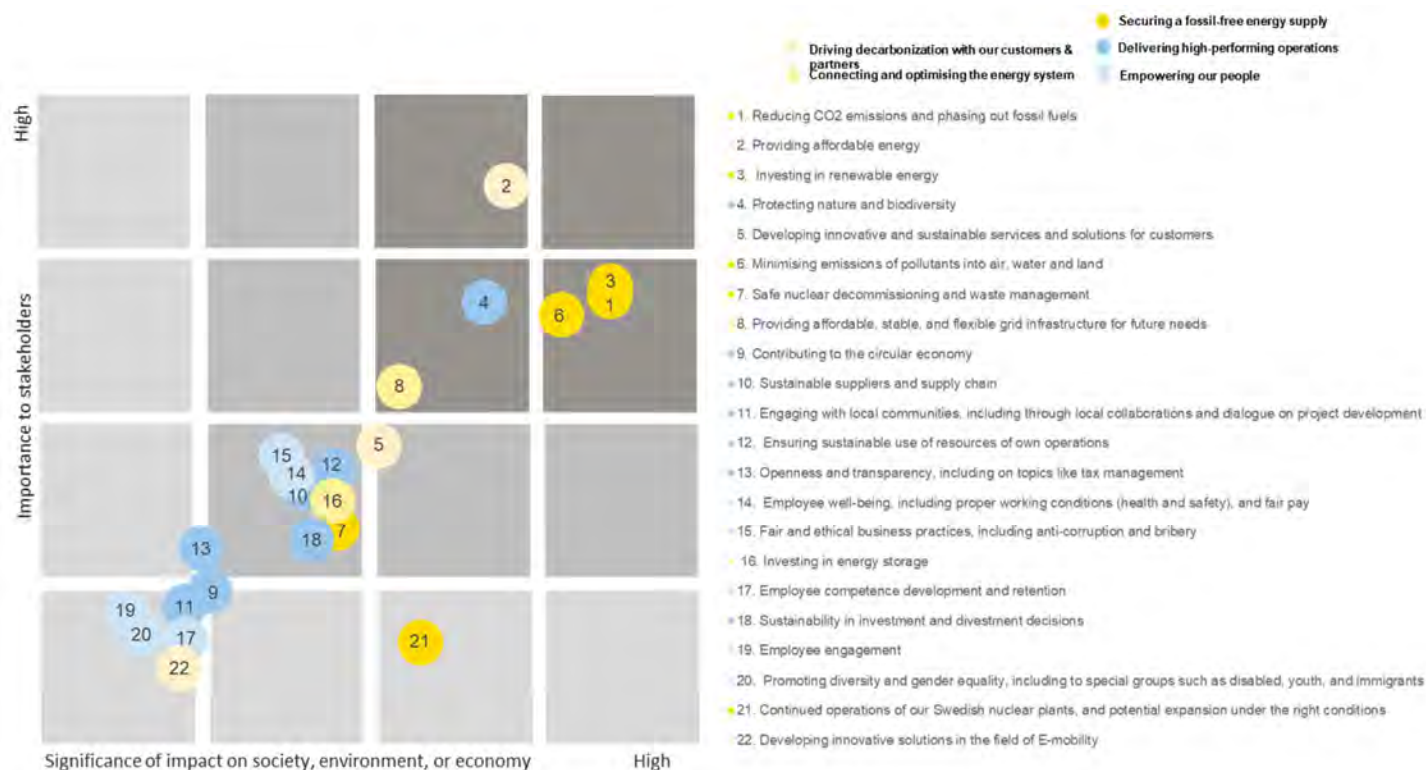 Securing a fossil-free energy supply
Driving decarbonization with our customers &
partners
Delivering high-performing operations
Connecting and optimising the energy system
Empowering our people
High
Importance to stakeholders
2
3
4
1
6
8
5
15
12
14
10
16
7
18
13
9
11
19
20
17
21
22
Significance of impact on society, environment, or economy
High
1. Reducing CO2 emissions and phasing out fossil fuels
2. Providing affordable energy
3. Investing in renewable energy
4. Protecting nature and biodiversity
5. Developing innovative and sustainable services and solutions for customers
6. Minimising emissions of pollutants into air, water and land
7. Safe nuclear decommissioning and waste management
8. Providing affordable, stable, and flexible grid infrastructure for future needs
9. Contributing to the circular economy
10. Sustainable suppliers and supply chain
11. Engaging with local communities, including through local collaborations and dialogue on project development
12. Ensuring sustainable use of resources of own operations
13. Openness and transparency, including on topics like tax management
14. Employee well-being, including proper working conditions (health and safety), and fair pay
15. Fair and ethical business practices, including anti-corruption and bribery
16. Investing in energy storage
17. Employee competence development and retention
18. Sustainability in investment and divestment decisions
19. Employee engagement
20. Promoting diversity and gender equality, including to special groups such as disabled, youth, and immigrants
21. Continued operations of our Swedish nuclear plants, and potential expansion under the right conditions
22. Developing innovative solutions in the field of E-mobility